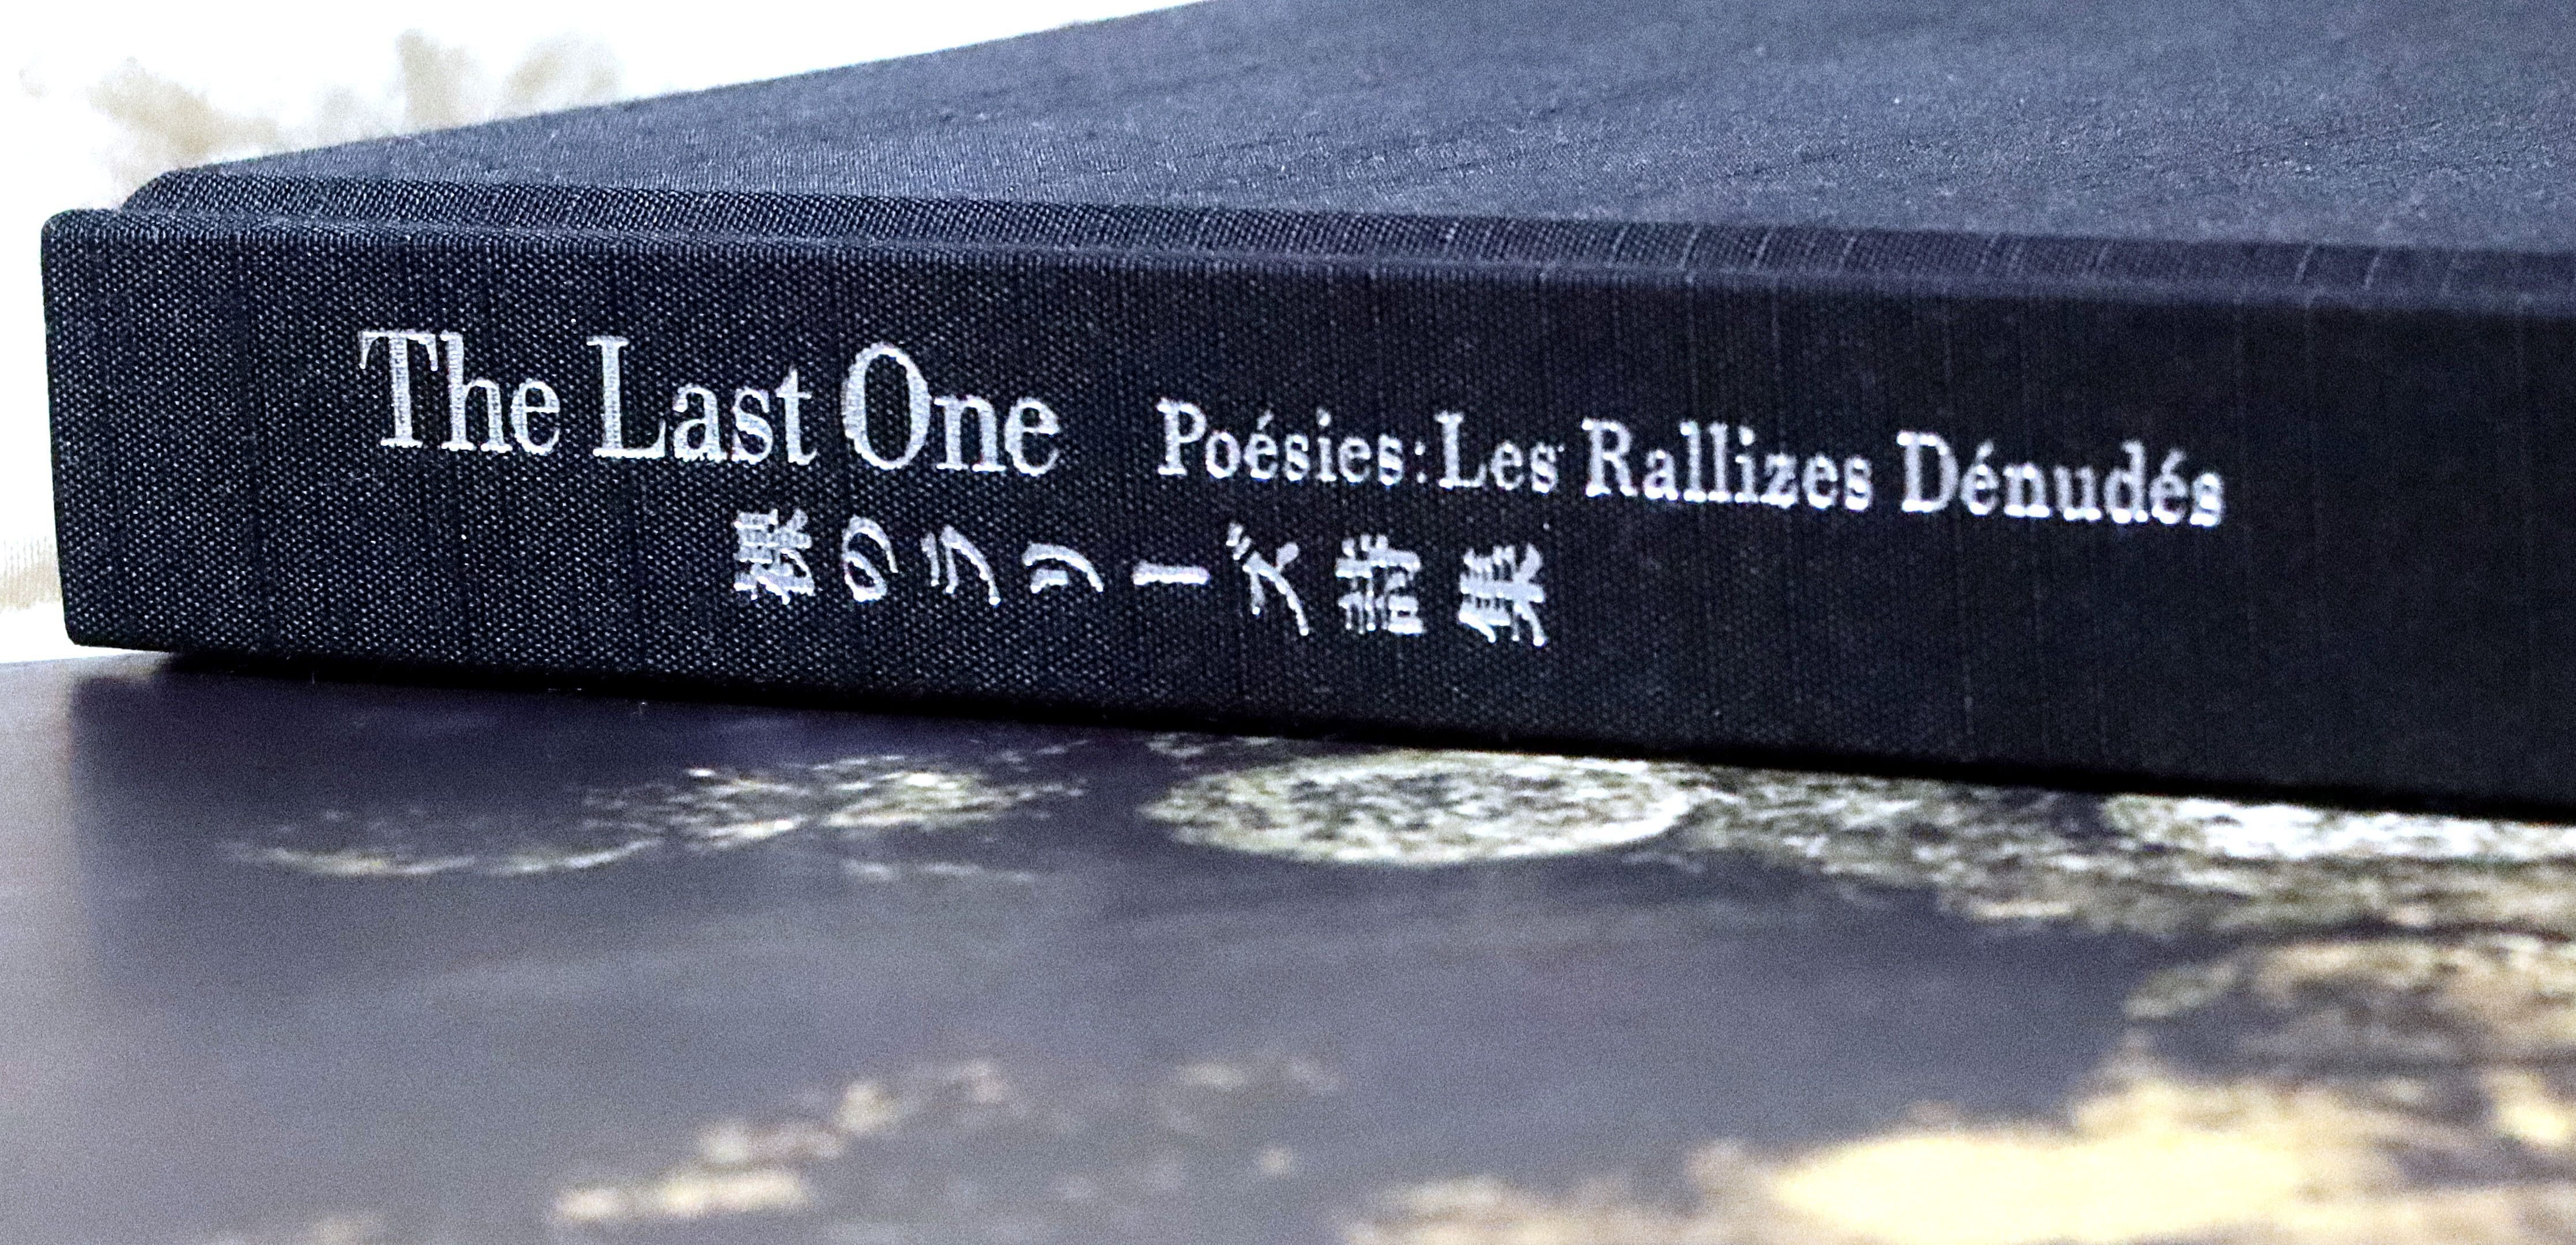 The Last One Poésies:Les Rallizes Dénudés
裸のラリーズ詩集